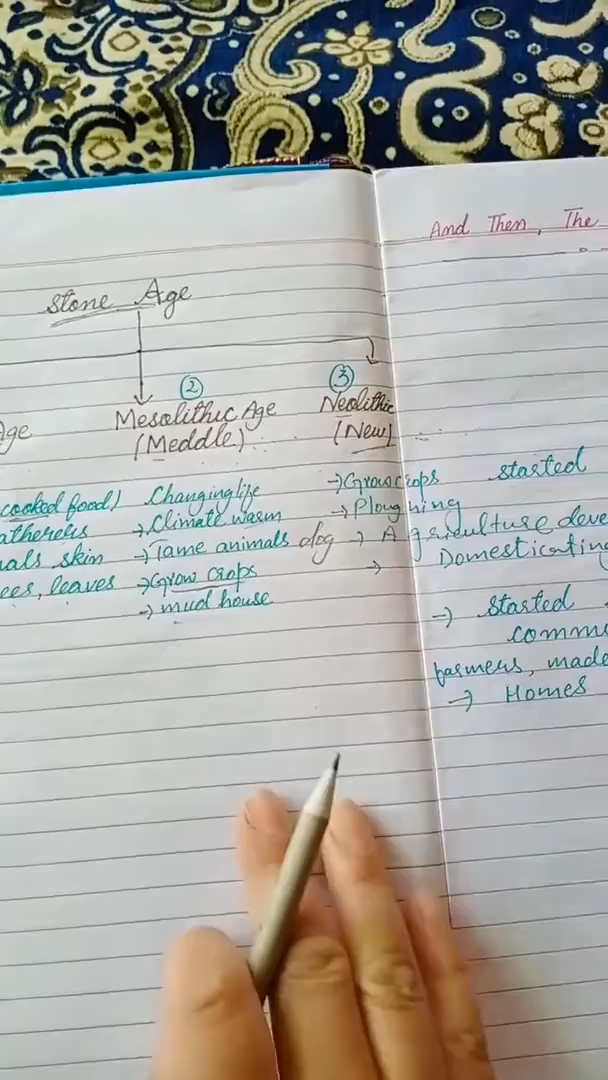 And Then, The
Stone Age
② ③
Age Mesolithic Age Neolithic
(Meddle) (New)
cooked food) Changing life → Grow crops started
atherers → Climate warm → Ploughing
als skin → Tame animals dog → Agriculture deve
ees, leaves → Grow crops → Domesticating
→ mud house → started
comm
farmers, made
→ Homes